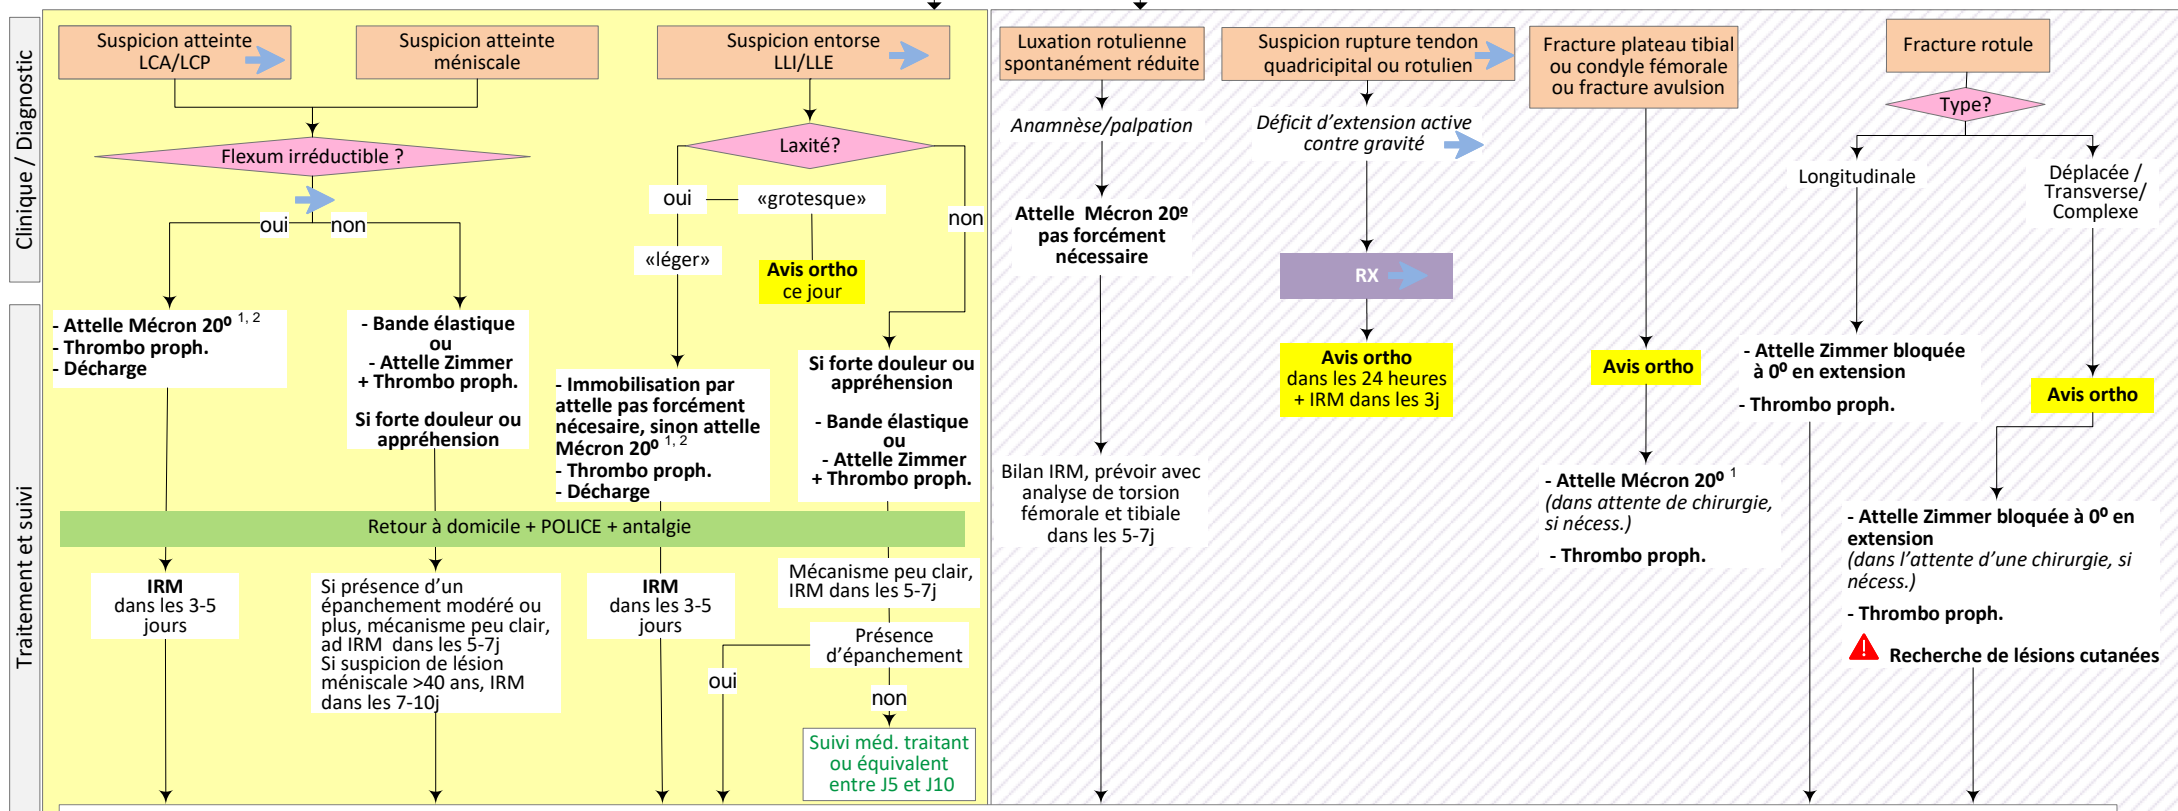 Clinique / Diagnostic
Traitement et suivi
Suspicion atteinte
LCA/LCP
Suspicion atteinte
méniscale
Flexum irréductible ?
oui
non
- Attelle Mécron 20⁰ 1, 2
- Thrombo proph.
- Décharge
- Bande élastique
ou
- Attelle Zimmer
+ Thrombo proph.
Si forte douleur ou
appréhension
Suspicion entorse
LLI/LLE
Laxité?
oui
«grotesque»
non
«léger»
Avis ortho
ce jour
- Immobilisation par
attelle pas forcément
nécesaire, sinon attelle
Mécron 20⁰ 1, 2
- Thrombo proph.
- Décharge
Si forte douleur ou
appréhension
- Bande élastique
ou
- Attelle Zimmer
+ Thrombo proph.
Retour à domicile + POLICE + antalgie
IRM
dans les 3-5
jours
Si présence d’un
épanchement modéré ou
plus, mécanisme peu clair,
ad IRM dans les 5-7j
Si suspicion de lésion
méniscale >40 ans, IRM
dans les 7-10j
IRM
dans les 3-5
jours
Mécanisme peu clair,
IRM dans les 5-7j
Présence
d’épanchement
oui
non
Suivi méd. traitant
ou équivalent
entre J5 et J10
Luxation rotulienne
spontanément réduite
Anamnèse/palpation
Attelle Mécron 20º
pas forcément
nécessaire
Bilan IRM, prévoir avec
analyse de torsion
fémorale et tibiale
dans les 5-7j
Suspicion rupture tendon
quadricipital ou rotulien
Déficit d’extension active
contre gravité
RX
Avis ortho
dans les 24 heures
+ IRM dans les 3j
Fracture plateau tibial
ou condyle fémorale
ou fracture avulsion
Avis ortho
- Attelle Mécron 20⁰ 1
(dans attente de chirurgie,
si nécess.)
- Thrombo proph.
Fracture rotule
Type?
Longitudinale
Déplacée /
Transverse/
Complexe
- Attelle Zimmer bloquée
à 0⁰ en extension
- Thrombo proph.
Avis ortho
- Attelle Zimmer bloquée à 0⁰ en
extension
(dans l’attente d’une chirurgie, si
nécess.)
- Thrombo proph.
! Recherche de lésions cutanées